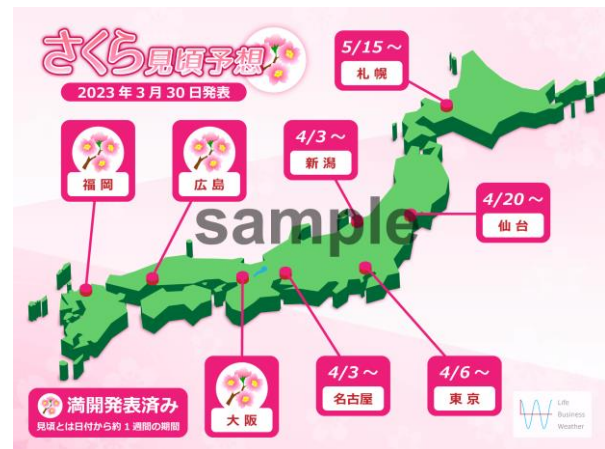 さくら見頃予想
2023年3月30日発表
5/15～
札幌
4/3～
新潟
福岡
広島
4/20～
仙台
sample
大阪
4/3～
名古屋
4/6～
東京
満開発表済み
見頃とは日付から約1週間の期間
Life
Business
Weather